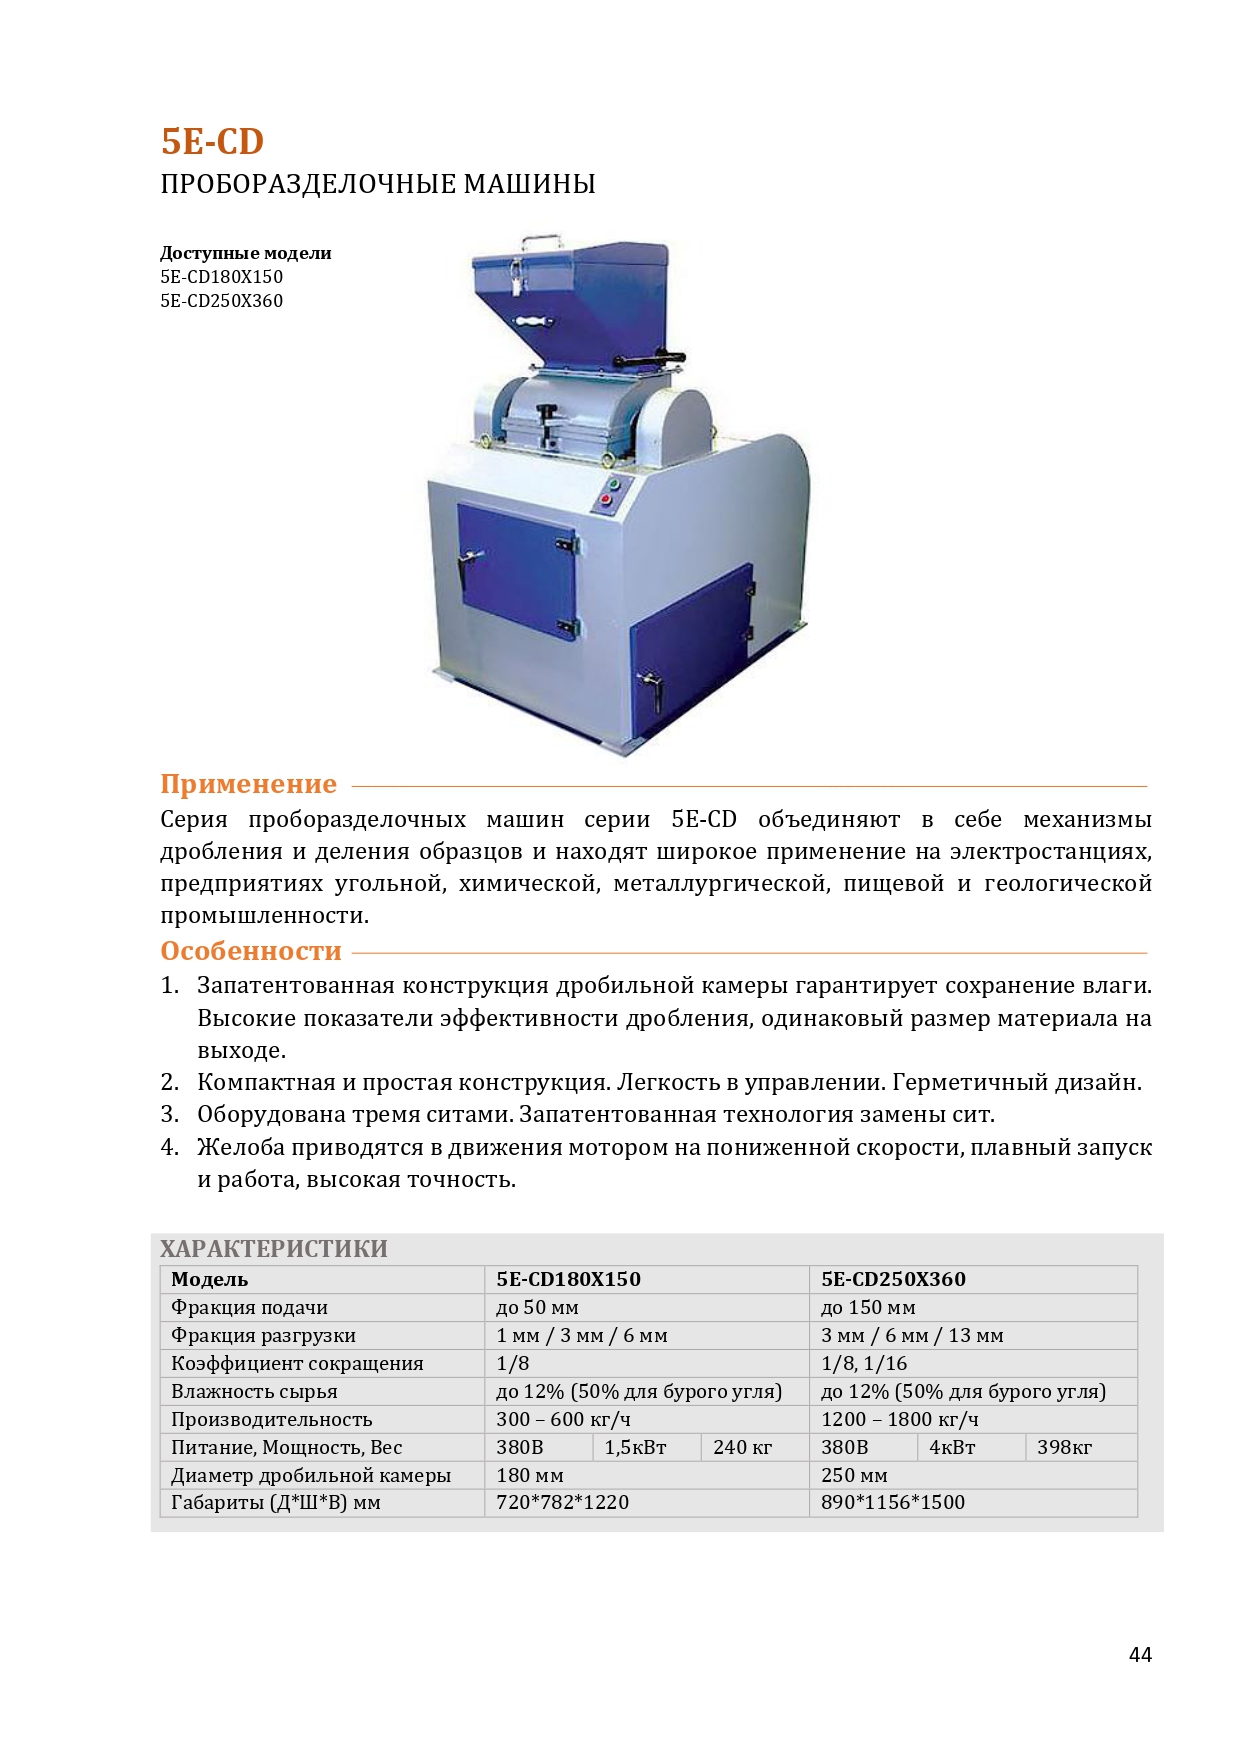 5E-CD
ПРОБОРАЗДЕЛОЧНЫЕ МАШИНЫ
Доступные модели
5E-CD180X150
5E-CD250X360
Применение
Серия проборазделочных машин серии 5E-CD объединяют в себе механизмы
дробления и деления образцов и находят широкое применение на электростанциях,
предприятиях угольной, химической, металлургической, пищевой и геологической
промышленности.
Особенности
1. Запатентованная конструкция дробильной камеры гарантирует сохранение влаги.
Высокие показатели эффективности дробления, одинаковый размер материала на
выходе.
2. Компактная и простая конструкция. Легкость в управлении. Герметичный дизайн.
3. Оборудована тремя ситами. Запатентованная технология замены сит.
4. Желоба приводятся в движения мотором на пониженной скорости, плавный запуск
и работа, высокая точность.
ХАРАКТЕРИСТИКИ
Модель 5E-CD180X150 5E-CD250X360
Фракция подачи до 50 мм до 150 мм
Фракция разгрузки 1 мм / 3 мм / 6 мм 3 мм / 6 мм / 13 мм
Коэффициент сокращения 1/8 1/8, 1/16
Влажность сырья до 12% (50% для бурого угля) до 12% (50% для бурого угля)
Производительность 300 – 600 кг/ч 1200 – 1800 кг/ч
Питание, Мощность, Вес 380В 1,5кВт 240 кг 380В 4кВт 398кг
Диаметр дробильной камеры 180 мм 250 мм
Габариты (Д*Ш*В) мм 720*782*1220 890*1156*1500
44